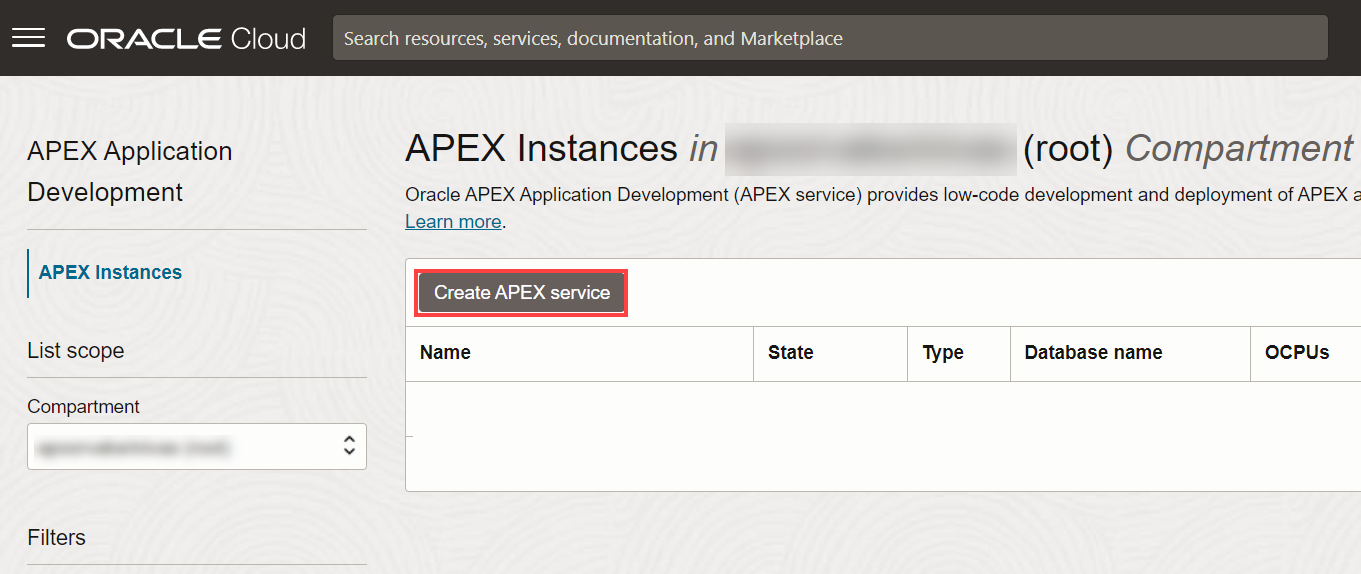 ORACLE Cloud
Search resources, services, documentation, and Marketplace
APEX Application
Development
APEX Instances
List scope
Compartment
Filters
APEX Instances in (root) Compartment
Oracle APEX Application Development (APEX service) provides low-code development and deployment of APEX a
Learn more.
Create APEX service
Name State Type Database name OCPUs